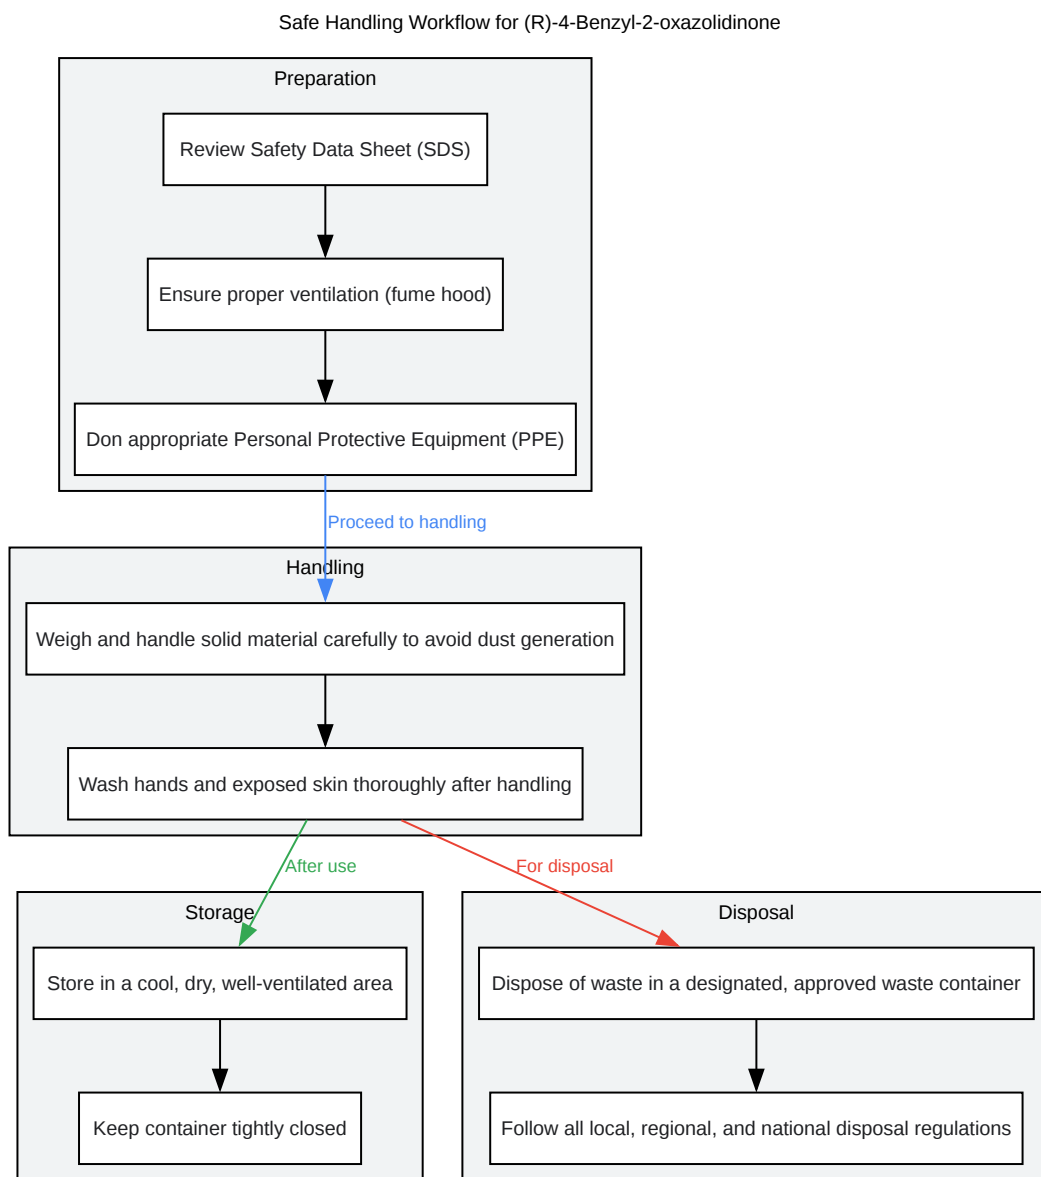 Safe Handling Workflow for (R)-4-Benzyl-2-oxazolidinone
Preparation
Review Safety Data Sheet (SDS)
Ensure proper ventilation (fume hood)
Don appropriate Personal Protective Equipment (PPE)
Proceed to handling
Handling
Weigh and handle solid material carefully to avoid dust generation
Wash hands and exposed skin thoroughly after handling
After use
For disposal
Storage
Store in a cool, dry, well-ventilated area
Keep container tightly closed
Disposal
Dispose of waste in a designated, approved waste container
Follow all local, regional, and national disposal regulations